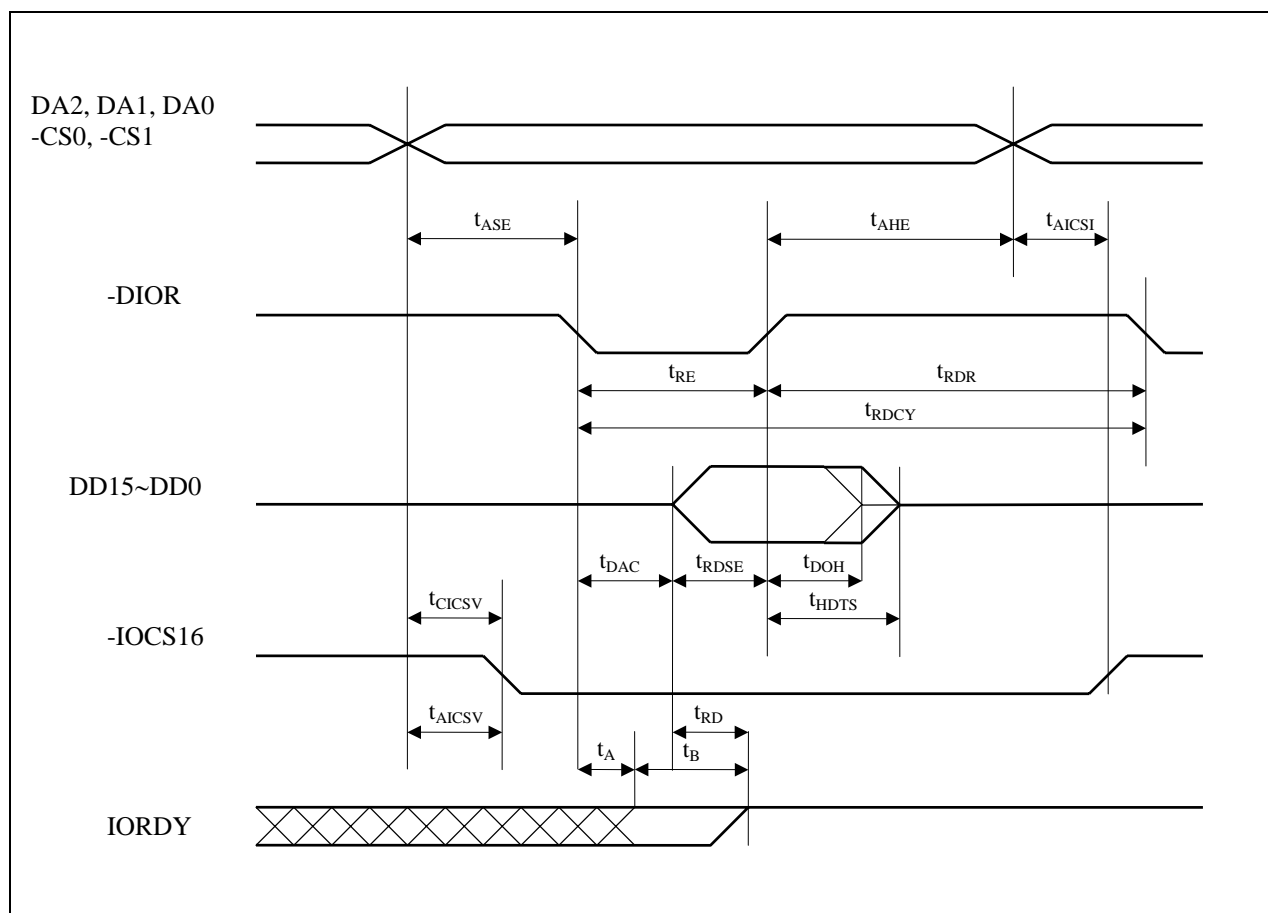 DA2, DA1, DA0
-CS0, -CS1
tASE
tAHE
tAICSI
-DIOR
tRE
tRDR
tRDCY
DD15~DD0
tDAC
tRDSE
tDOH
tCICSV
tHDTS
-IOCS16
tAICSV
tRD
tA
tB
IORDY